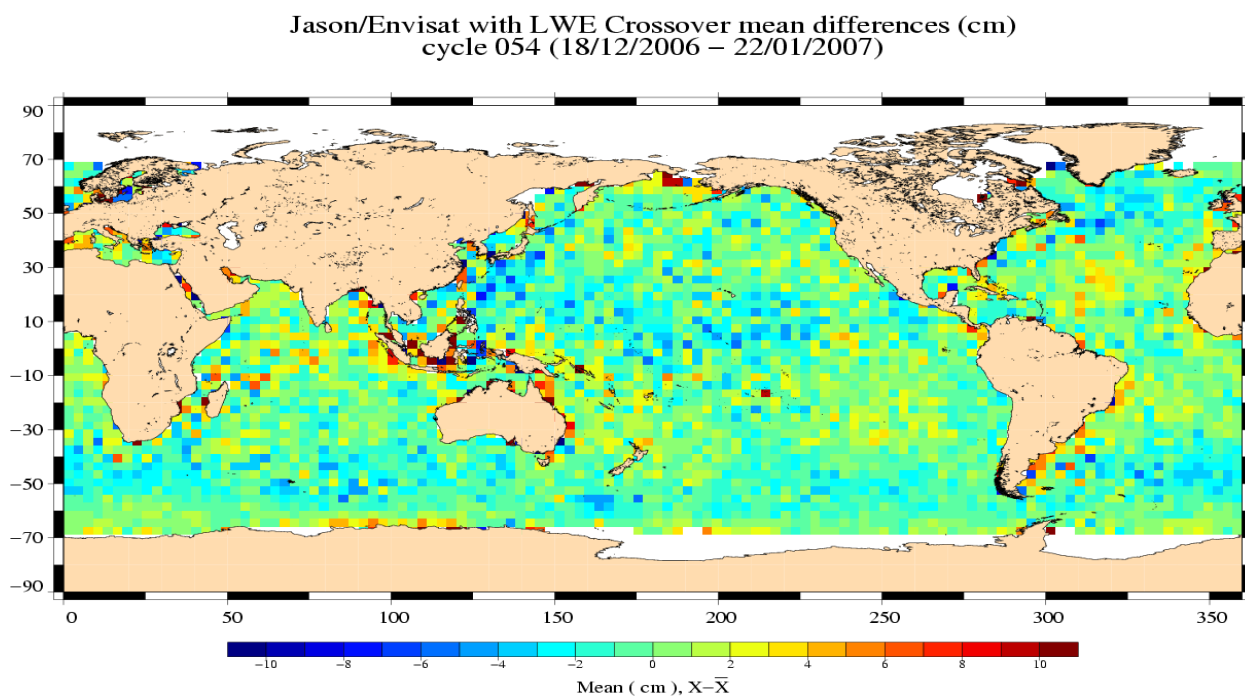 Jason/Envisat with LWE Crossover mean differences (cm)
cycle 054 (18/12/2006 − 22/01/2007)
90
70
50
30
10
−10
−30
−50
−70
−90
0 50 100 150 200 250 300 350
−10 −8 −6 −4 −2 0 2 4 6 8 10
Mean ( cm ), X−X̅